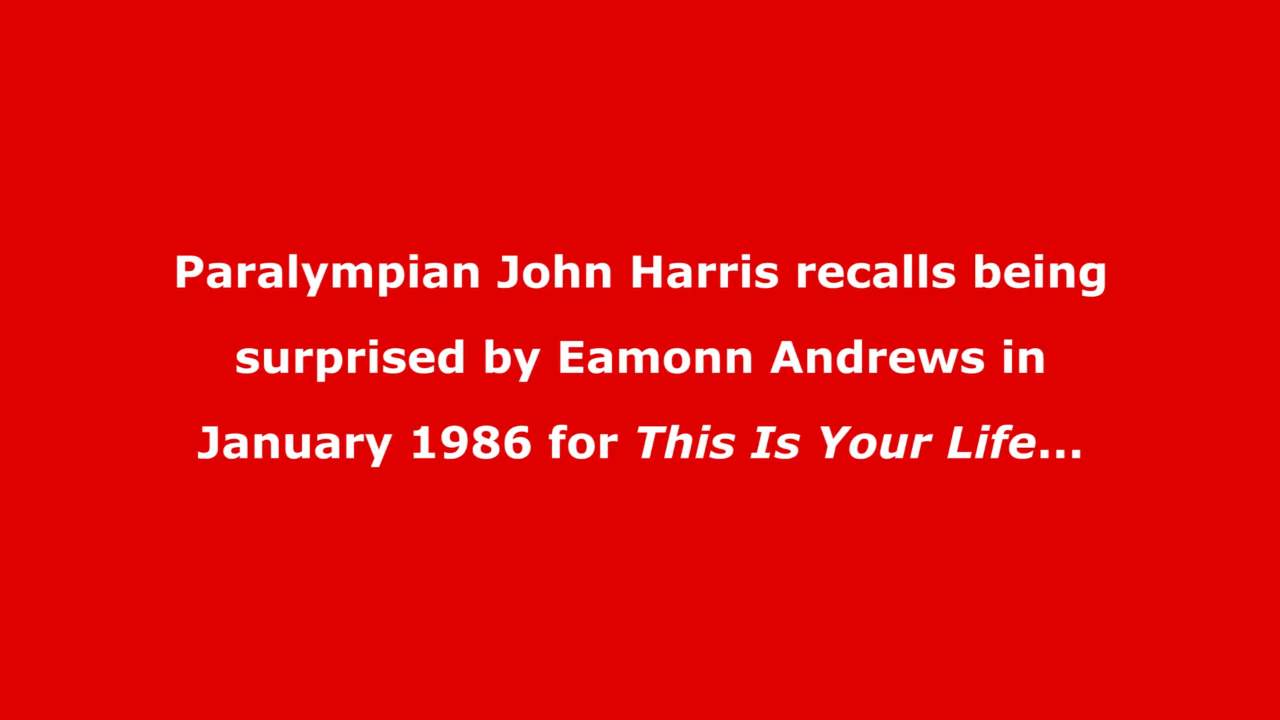 Paralympian John Harris recalls being
surprised by Eamonn Andrews in
January 1986 for This Is Your Life...